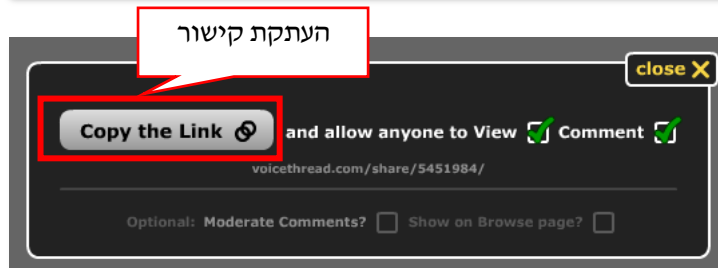 העתקת קישור
close X
Copy the Link and allow anyone to View Comment
voicethread.com/share/5451984/
Optional: Moderate Comments? Show on Browse page?